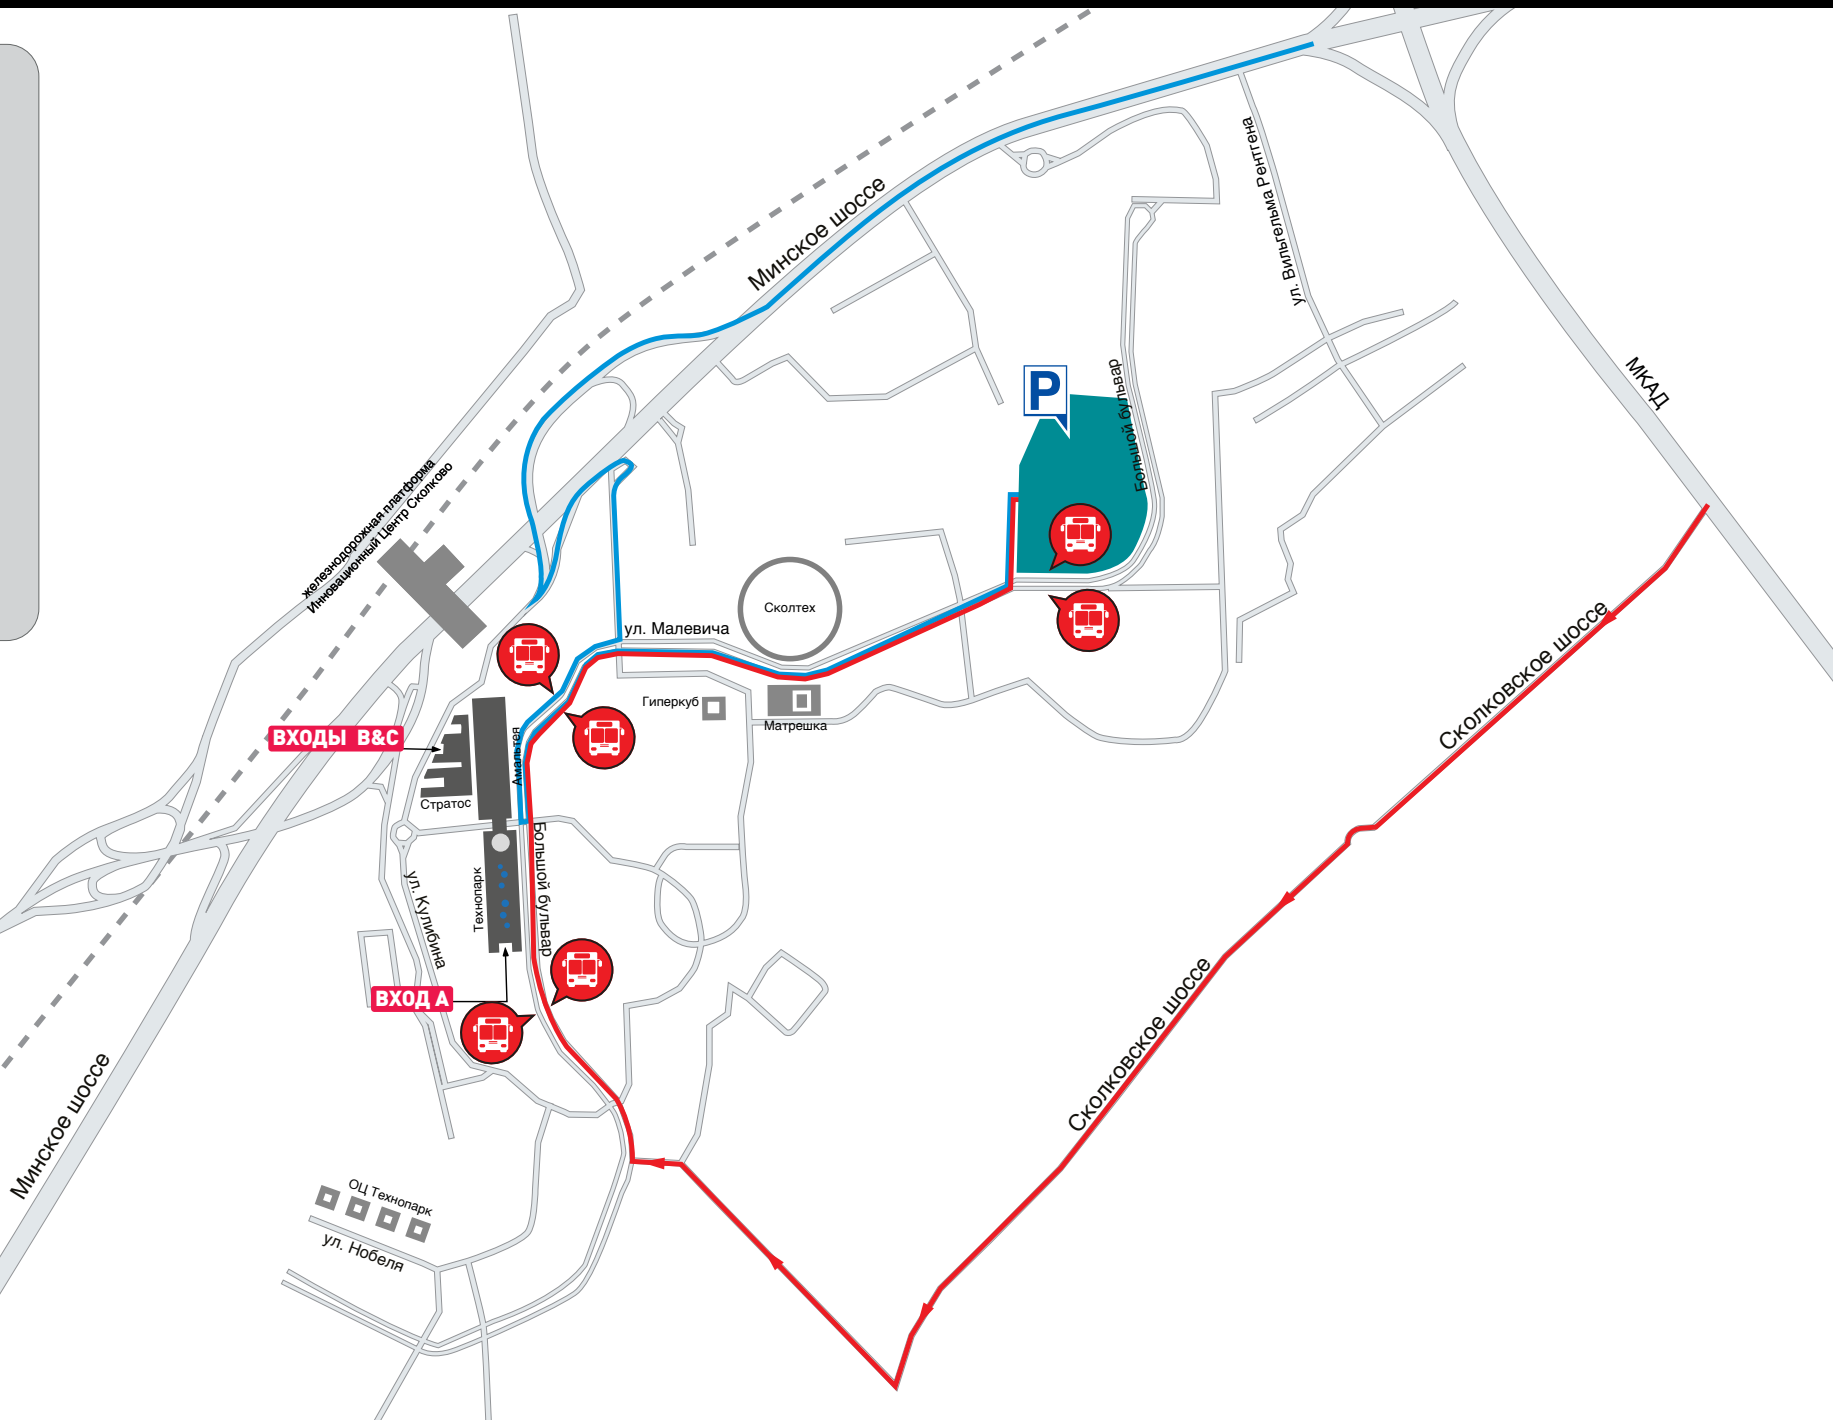 Минское шоссе
ул. Вильгельма Рентгена
МКАД
P
Большой бульвар
железнодорожная платформа
Инновационный Центр Сколково
Сколтех
ул. Малевича
Сколковское шоссе
Гиперкуб
Матрешка
ВХОДЫ B&C
Амальтея
Стратос
Большой бульвар
Технопарк
ул. Кулибина
ВХОД А
Сколковское шоссе
Минское шоссе
ОЦ Технопарк
ул. Нобеля